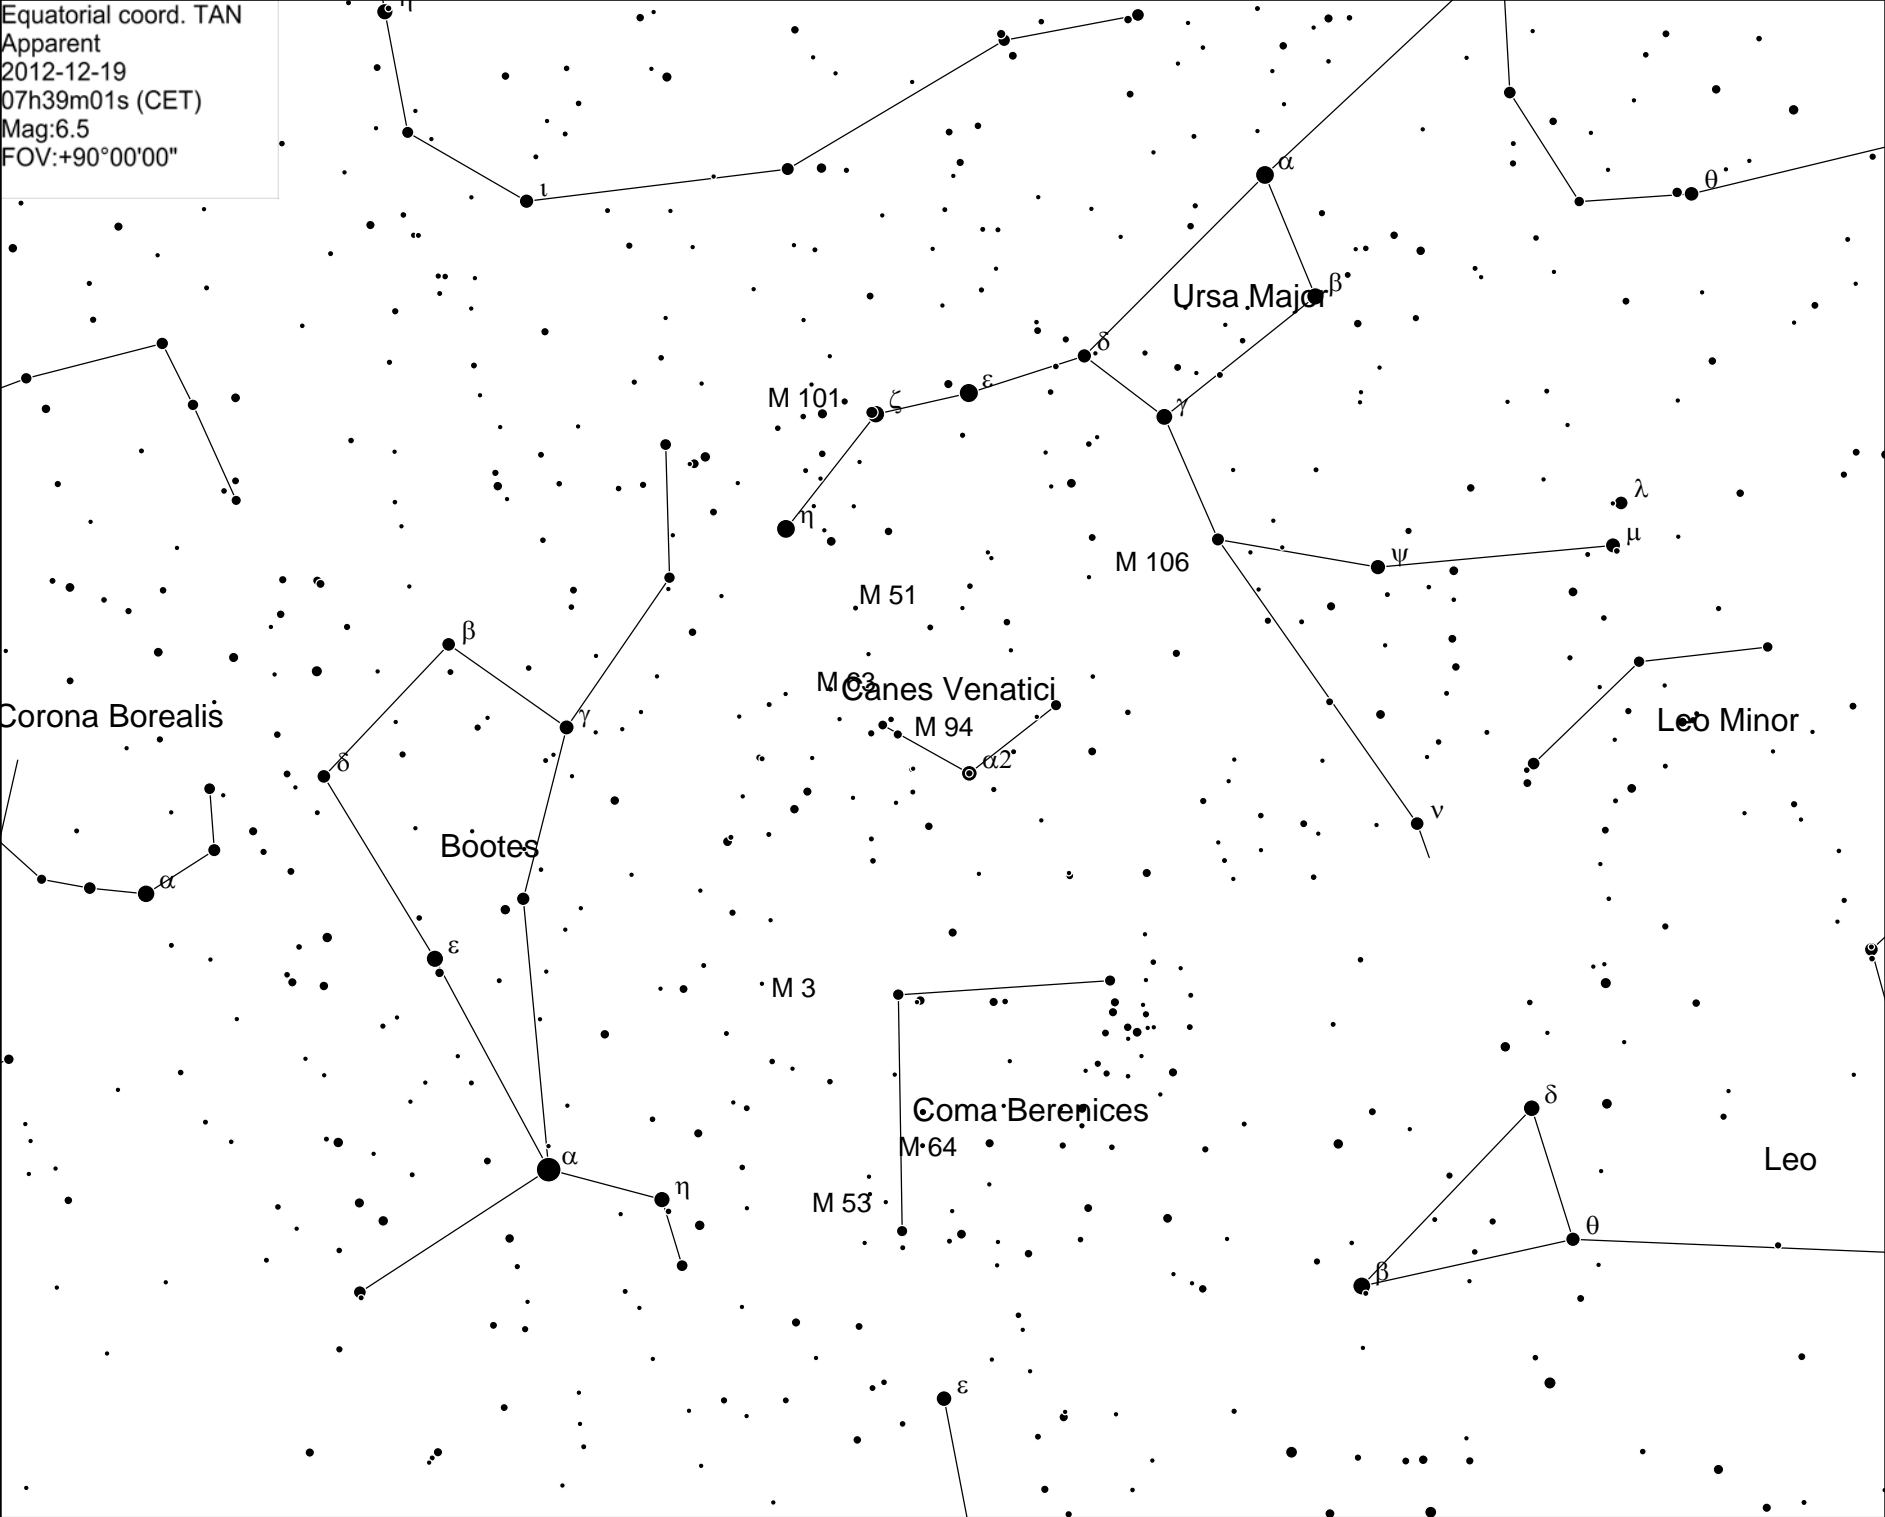 Equatorial coord. TAN
Apparent
2012-12-19
07h39m01s (CET)
Mag:6.5
FOV:+90°00'00"
η
α
ι
θ
Ursa Major
β
δ
ε
M 101
ζ
γ
λ
η
μ
M 106
ψ
M 51
β
M 63
Canes Venatici
Corona Borealis
γ
M 94
Leo Minor
δ
α2
ν
Bootes
α
ε
M 3
δ
Coma Berenices
M 64
α
Leo
η
M 53
θ
β
ε